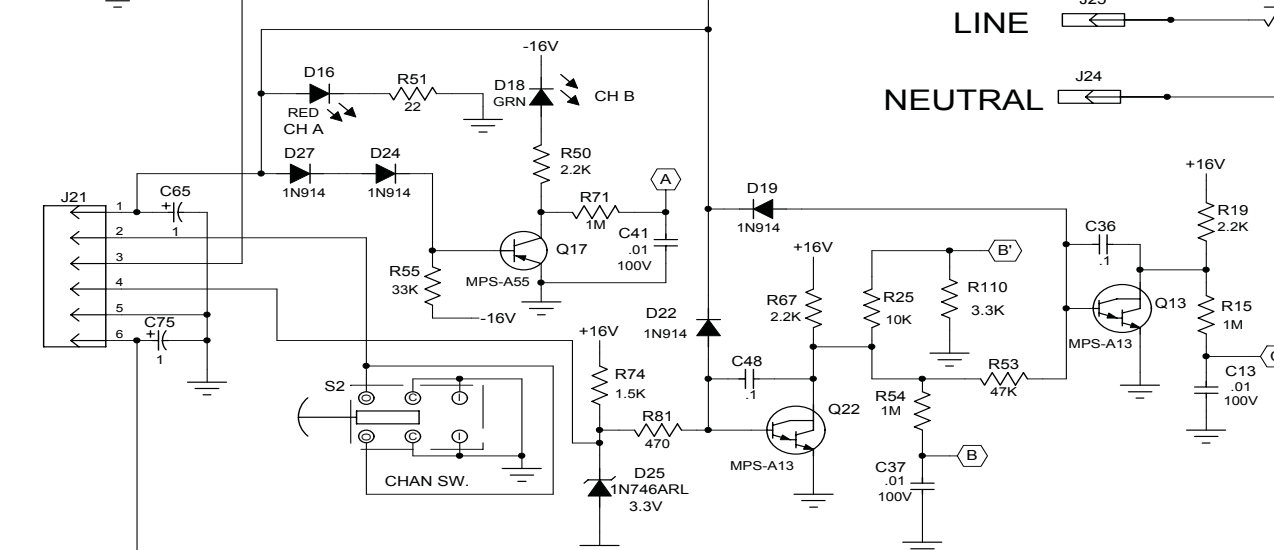 J25
LINE
J24
NEUTRAL
-16V
D16
RED
CH A
R51
22
D18
GRN
CH B
D27
1N914
D24
1N914
R50
2.2K
A
R71
1M
C41
.01
100V
Q17
MPS-A55
R55
33K
-16V
J21
1
2
3
4
5
6
C65
+
1
C75
+
1
D19
1N914
+16V
R19
2.2K
C36
.1
+16V
B'
R67
2.2K
R25
10K
R110
3.3K
Q13
MPS-A13
R15
1M
D22
1N914
+16V
R74
1.5K
C48
.1
R53
47K
C13
.01
100V
S2
O C I
O C I
CHAN SW.
R81
470
Q22
MPS-A13
R54
1M
B
C37
.01
100V
D25
1N746ARL
3.3V